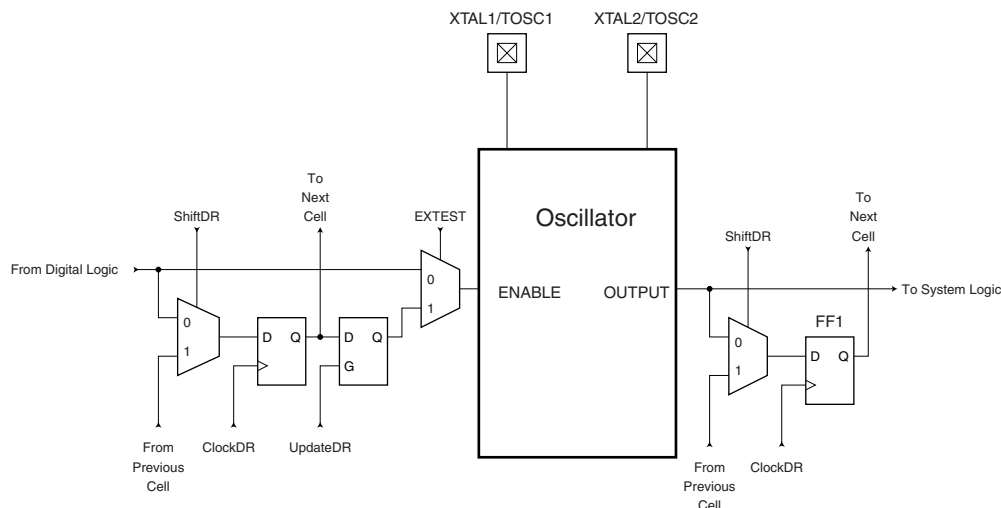 XTAL1/TOSC1
XTAL2/TOSC2
To
Next
Cell
ShiftDR
EXTEST
From Digital Logic
0
1
0
1
D Q
D Q
G
From
Previous
Cell
ClockDR
UpdateDR
Oscillator
ENABLE
OUTPUT
To
Next
Cell
ShiftDR
To System Logic
FF1
0
1
D Q
From
Previous
Cell
ClockDR